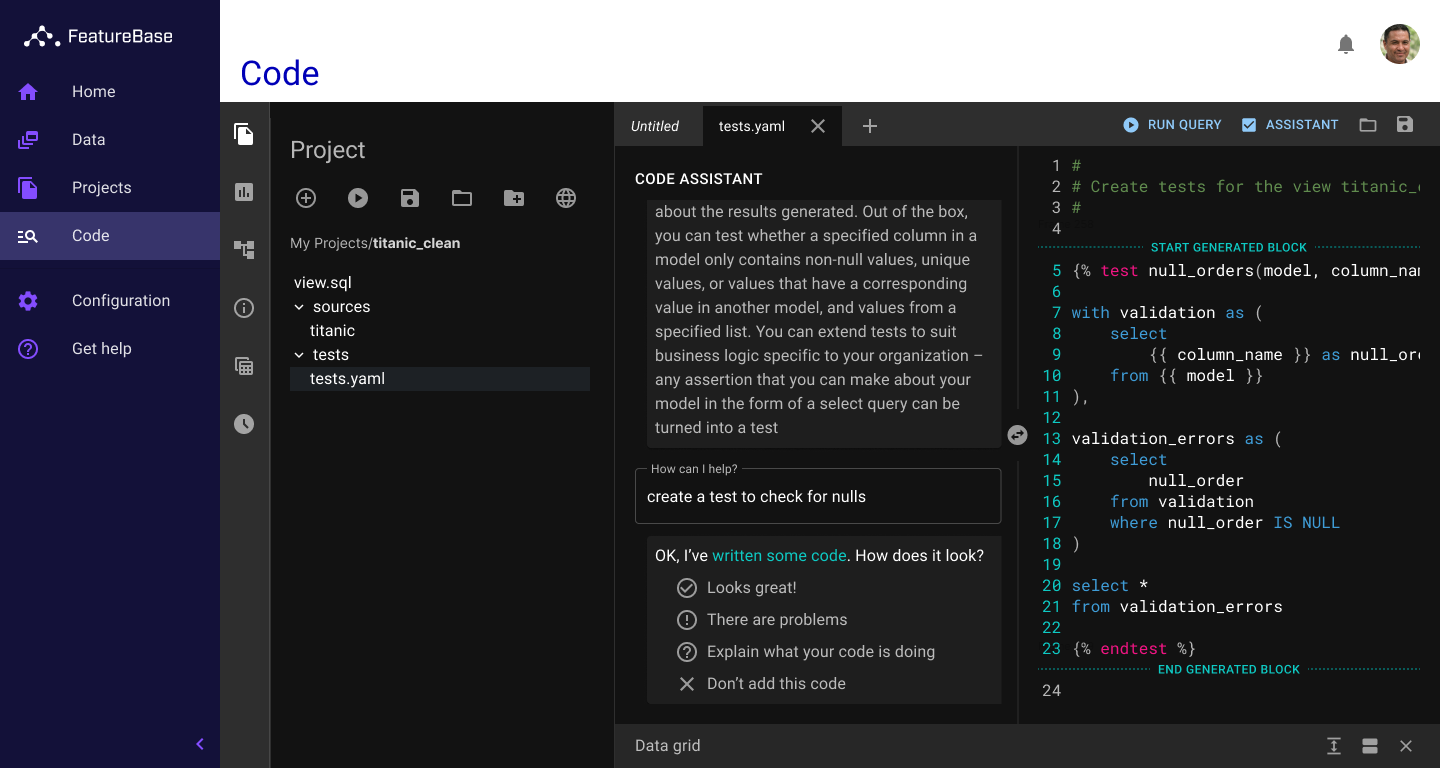 FeatureBase
Home
Data
Projects
Code
Configuration
Get help
Code
Project
My Projects/titanic_clean
view.sql
sources
titanic
tests
tests.yaml
Untitled
tests.yaml
RUN QUERY
ASSISTANT
CODE ASSISTANT
about the results generated. Out of the box,
you can test whether a specified column in a
model only contains non-null values, unique
values, or values that have a corresponding
value in another model, and values from a
specified list. You can extend tests to suit
business logic specific to your organization –
any assertion that you can make about your
model in the form of a select query can be
turned into a test
How can I help?
create a test to check for nulls
OK, I’ve written some code. How does it look?
Looks great!
There are problems
Explain what your code is doing
Don’t add this code
1 #
2 # Create tests for the view titanic_
3 #
4
START GENERATED BLOCK
5 {% test null_orders(model, column_
6
7 with validation as (
8     select
9         {{ column_name }} as null_
10     from {{ model }}
11 ),
12
13 validation_errors as (
14     select
15         null_order
16     from validation
17     where null_order IS NULL
18 )
19
20 select *
21 from validation_errors
22
23 {% endtest %}
END GENERATED BLOCK
24
Data grid